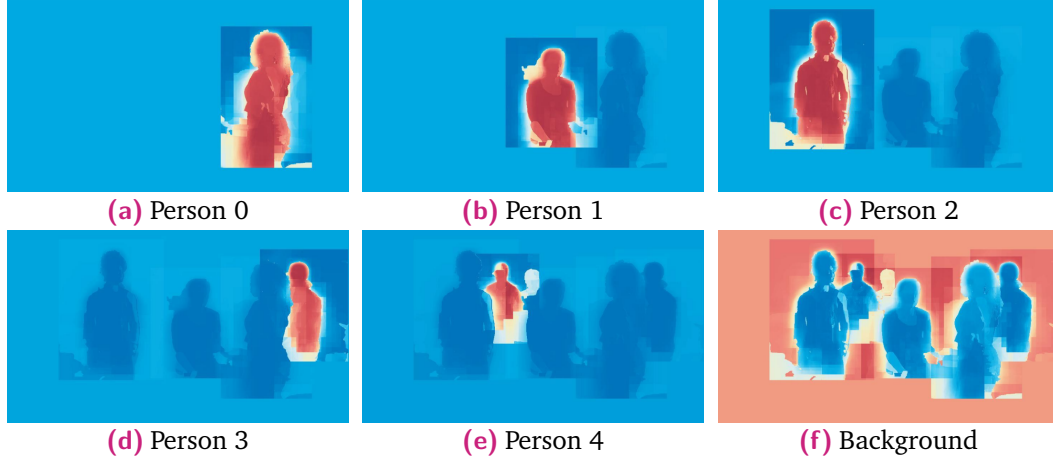 (a) Person 0
(b) Person 1
(c) Person 2
(d) Person 3
(e) Person 4
(f) Background